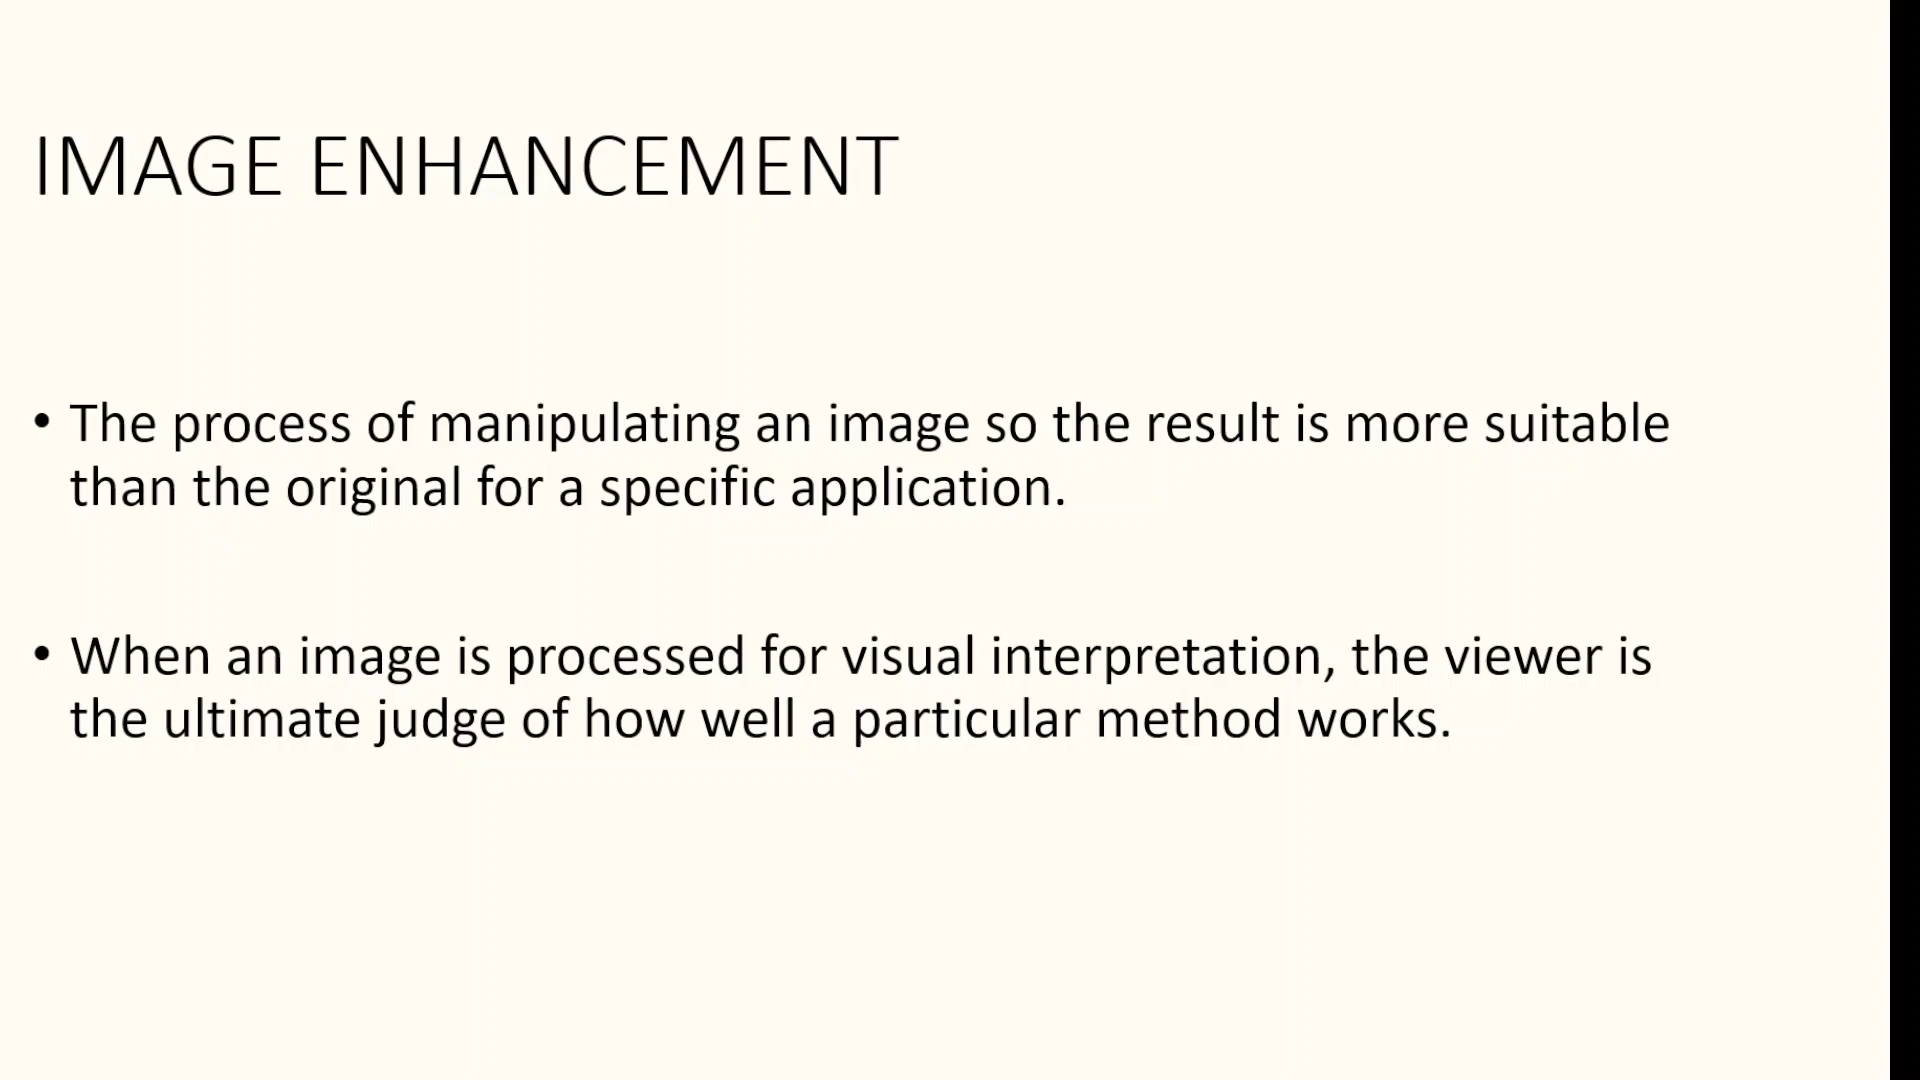 IMAGE ENHANCEMENT
• The process of manipulating an image so the result is more suitable
than the original for a specific application.
• When an image is processed for visual interpretation, the viewer is
the ultimate judge of how well a particular method works.